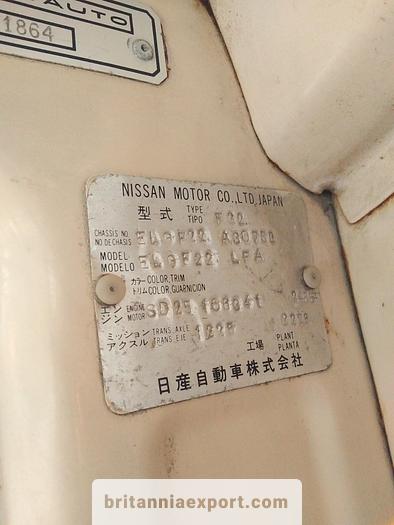 AUTO
1864
NISSAN MOTOR CO.,LTD.JAPAN
型式 TYPE TIPO F22
CHASSIS NO. NO DE CHASIS
MODEL MODELO ELGF22 LFA
カラー COLOR,TRIM
トリム COLOR,GUARNICION
エンジン ENGINE MOTOR SD25
ミッション TRANS. AXLE
アクスル TRANS EJE
工場 PLANT PLANTA
日産自動車株式会社
britanniaexport.com